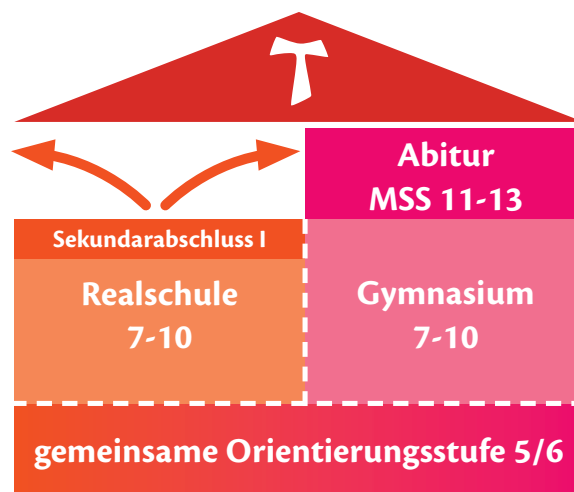 Abitur
MSS 11-13
Sekundarabschluss I
Realschule
7-10
Gymnasium
7-10
gemeinsame Orientierungsstufe 5/6